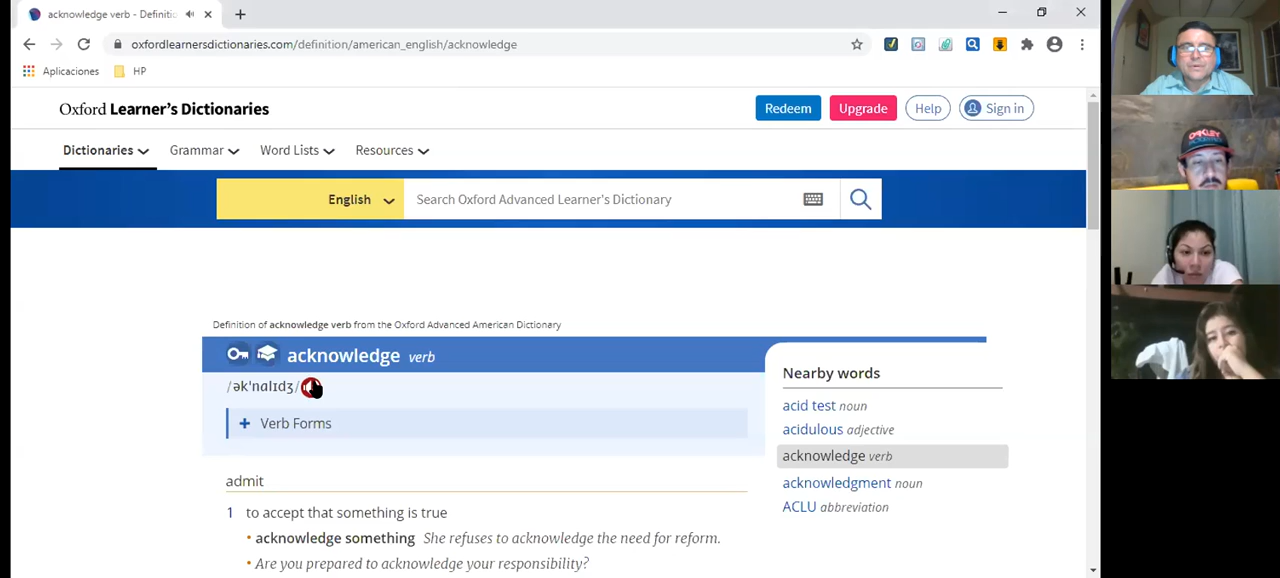 acknowledge verb - Definitic
oxfordlearnersdictionaries.com/definition/american_english/acknowledge
Aplicaciones HP
Oxford Learner's Dictionaries
Redeem Upgrade Help Sign in
Dictionaries Grammar Word Lists Resources
English Search Oxford Advanced Learner's Dictionary
Definition of acknowledge verb from the Oxford Advanced American Dictionary
acknowledge verb
/əkˈnɑlɪdʒ/
+ Verb Forms
admit
1 to accept that something is true
• acknowledge something She refuses to acknowledge the need for reform.
• Are you prepared to acknowledge your responsibility?
Nearby words
acid test noun
acidulous adjective
acknowledge verb
acknowledgment noun
ACLU abbreviation
OAKLEY